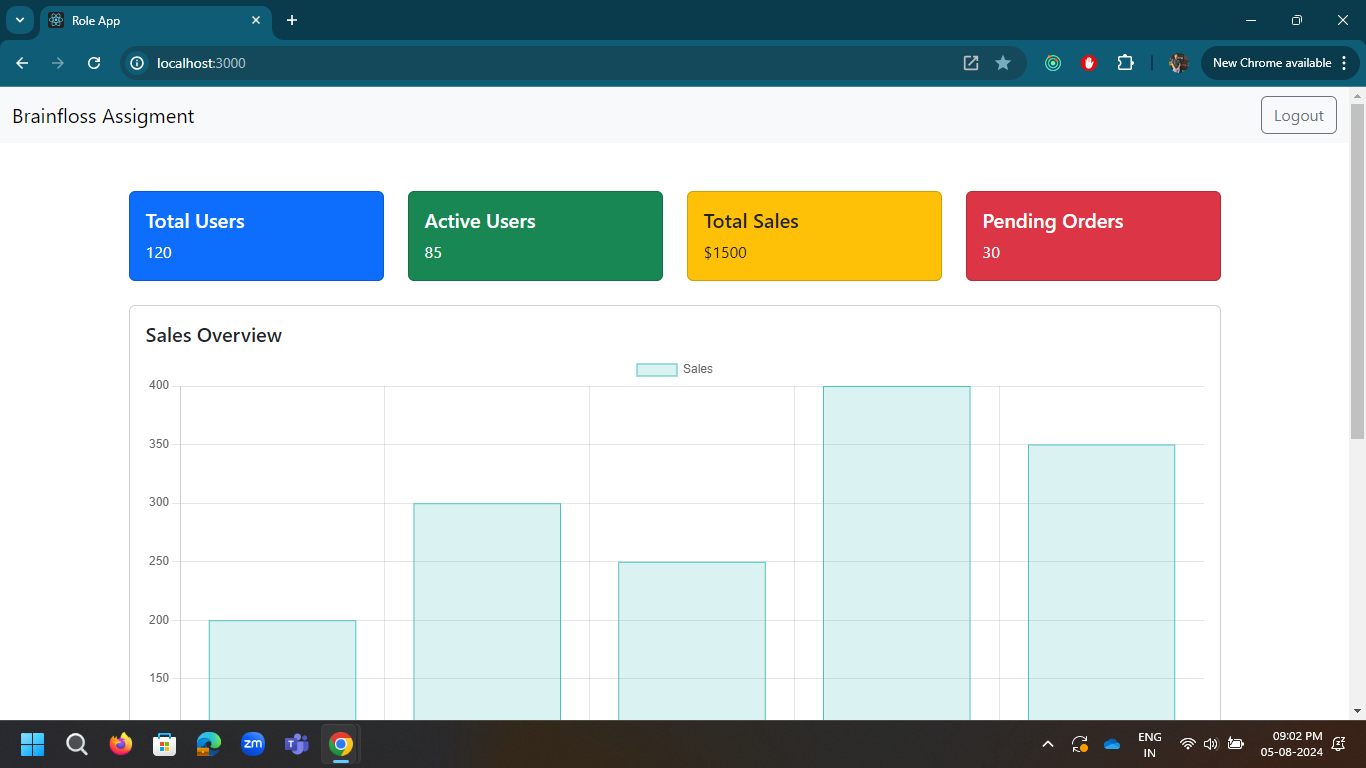 Role App
localhost:3000
New Chrome available
Brainfloss Assigment
Logout
Total Users
120
Active Users
85
Total Sales
$1500
Pending Orders
30
Sales Overview
Sales
400
350
300
250
200
150
zm
ENG
IN
09:02 PM
05-08-2024